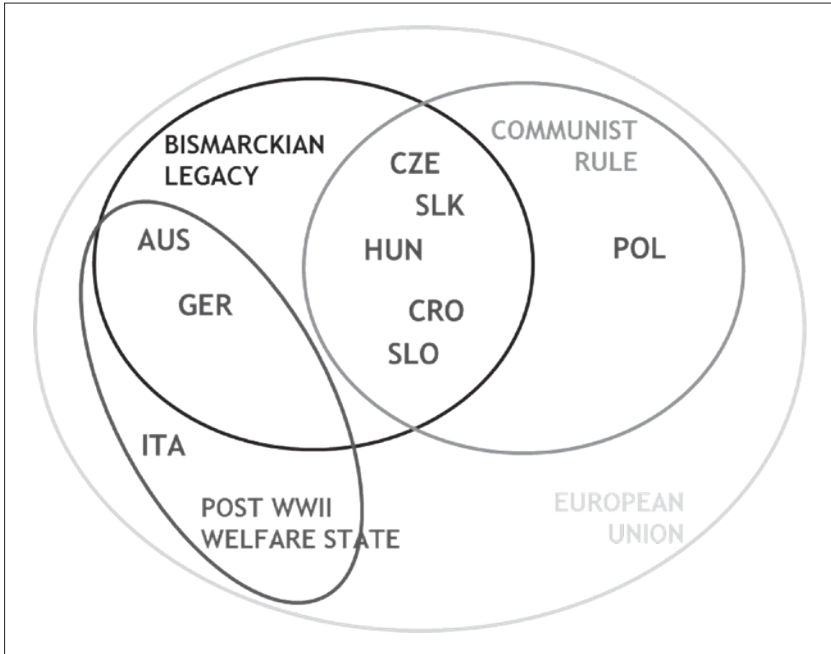 BISMARCKIAN
LEGACY
COMMUNIST
RULE
CZE
SLK
AUS
HUN
POL
GER
CRO
SLO
ITA
POST WWII
WELFARE STATE
EUROPEAN
UNION